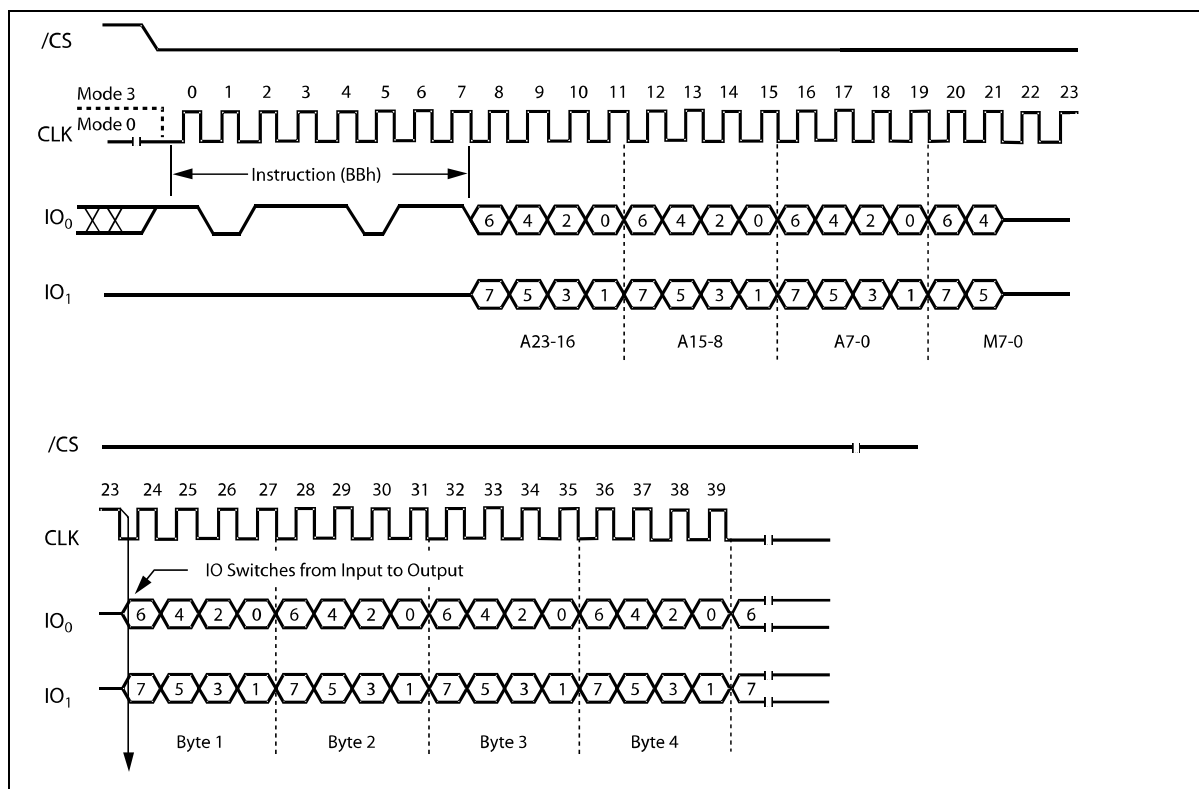 /CS
Mode 3
0 1 2 3 4 5 6 7 8 9 10 11 12 13 14 15 16 17 18 19 20 21 22 23
Mode 0
CLK
Instruction (BBh)
IO0 6 4 2 0 6 4 2 0 6 4 2 0 6 4
IO1 7 5 3 1 7 5 3 1 7 5 3 1 7 5
A23-16 A15-8 A7-0 M7-0
/CS
23 24 25 26 27 28 29 30 31 32 33 34 35 36 37 38 39
CLK
IO Switches from Input to Output
IO0 6 4 2 0 6 4 2 0 6 4 2 0 6 4 2 0 6
IO1 7 5 3 1 7 5 3 1 7 5 3 1 7 5 3 1 7
Byte 1 Byte 2 Byte 3 Byte 4